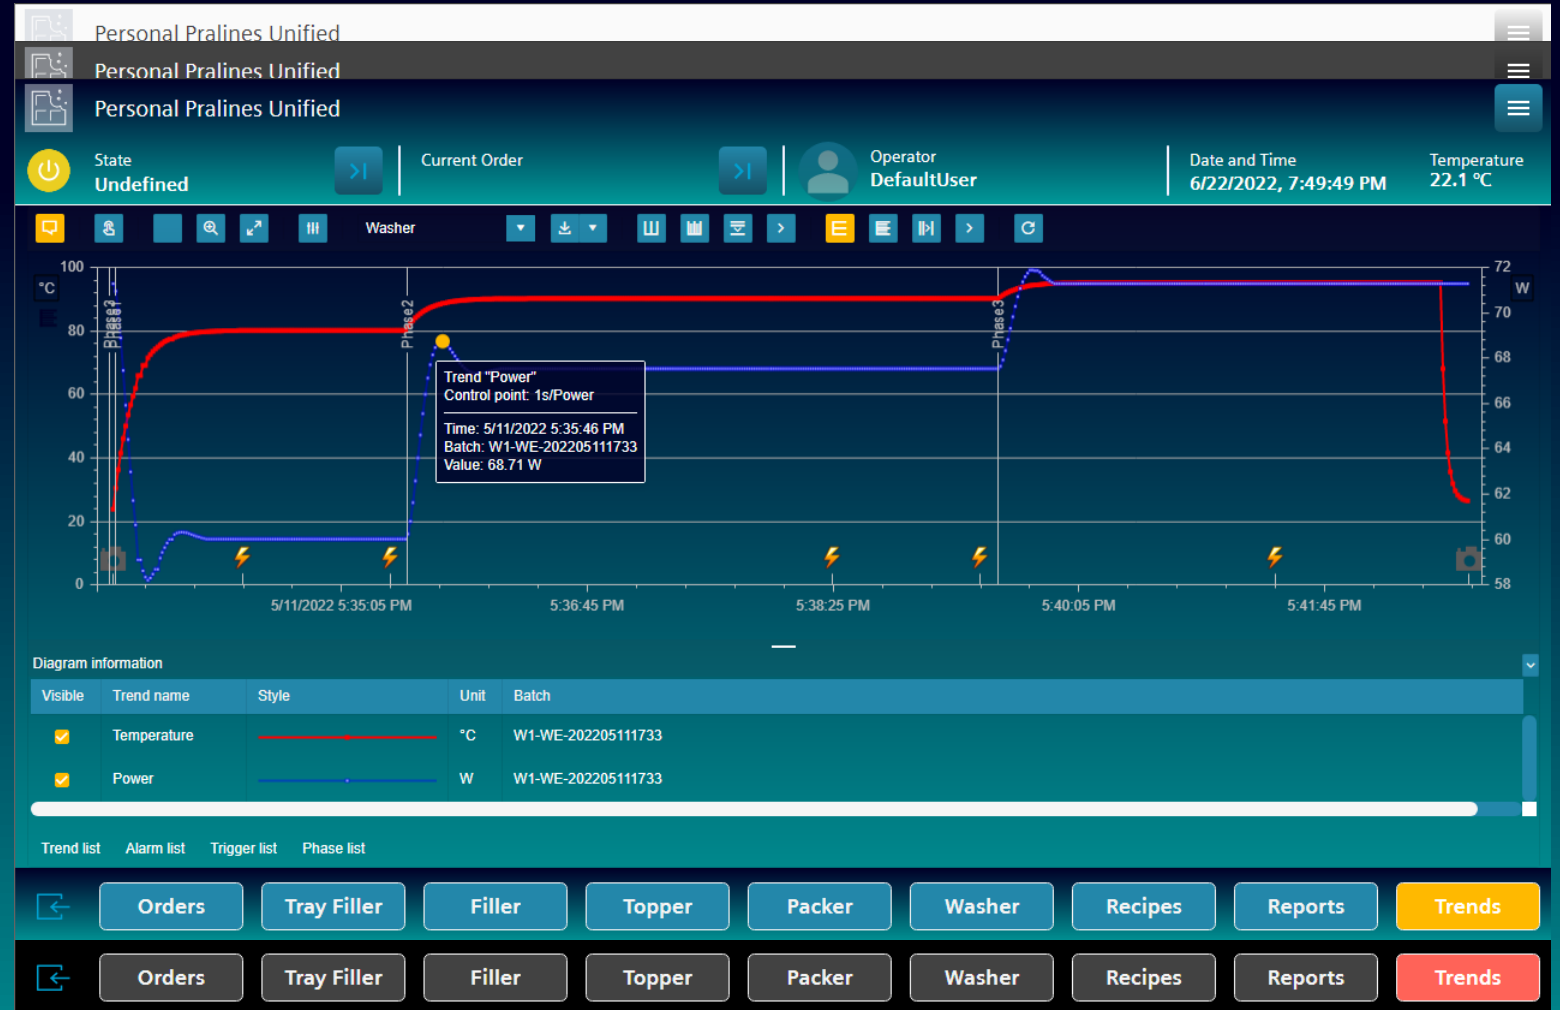 Personal Pralines Unified
Personal Pralines Unified
Personal Pralines Unified
State
Undefined
Current Order
Operator
DefaultUser
Date and Time
6/22/2022, 7:49:49 PM
Temperature
22.1 °C
Washer
100
80
60
40
20
0
°C
Phase1
Phase2
Phase3
72
70
68
66
64
62
60
58
W
Trend "Power"
Control point: 1s/Power
Time: 5/11/2022 5:35:46 PM
Batch: W1-WE-202205111733
Value: 68.71 W
5/11/2022 5:35:05 PM
5:36:45 PM
5:38:25 PM
5:40:05 PM
5:41:45 PM
Diagram information
Visible Trend name Style Unit Batch
Temperature °C W1-WE-202205111733
Power W W1-WE-202205111733
Trend list Alarm list Trigger list Phase list
Orders Tray Filler Filler Topper Packer Washer Recipes Reports Trends
Orders Tray Filler Filler Topper Packer Washer Recipes Reports Trends